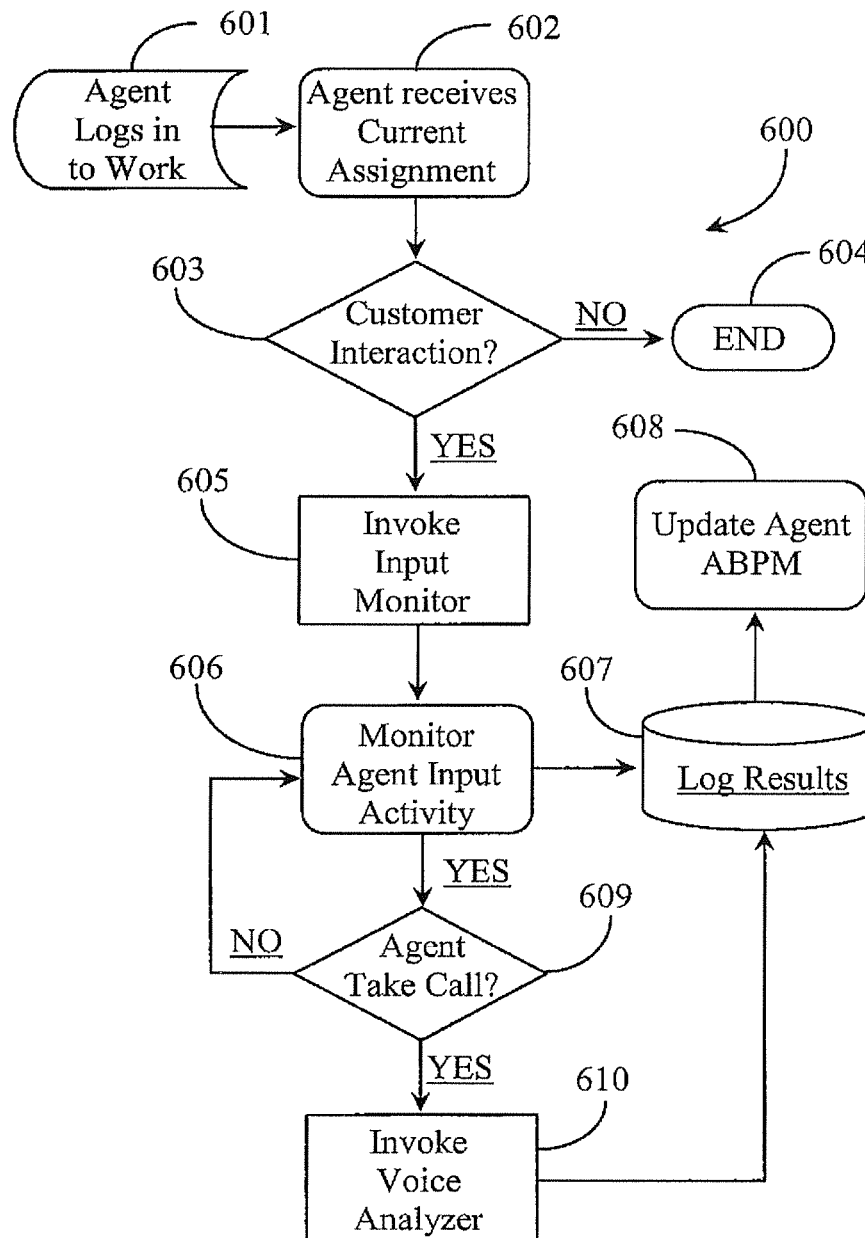 601
602
Agent
Logs in
to Work
Agent receives
Current
Assignment
600
603
604
Customer
Interaction?
NO
END
YES
608
605
Invoke
Input
Monitor
Update Agent
ABPM
606
607
Monitor
Agent Input
Activity
Log Results
YES
609
NO
Agent
Take Call?
YES
610
Invoke
Voice
Analyzer